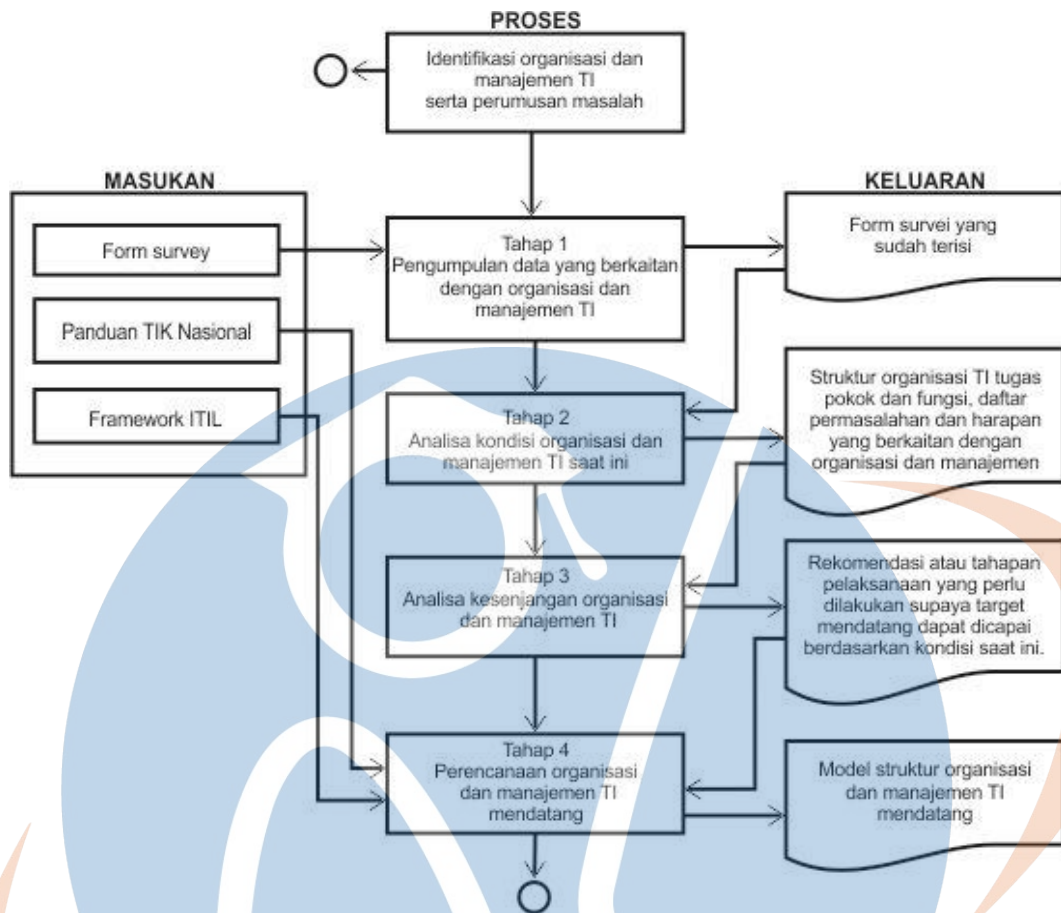 PROSES
Identifikasi organisasi dan
manajemen TI
serta perumusan masalah
MASUKAN
Form survey
Panduan TIK Nasional
Framework ITIL
Tahap 1
Pengumpulan data yang berkaitan
dengan organisasi dan
manajemen TI
Tahap 2
Analisa kondisi organisasi dan
manajemen TI saat ini
Tahap 3
Analisa kesenjangan organisasi
dan manajemen TI
Tahap 4
Perencanaan organisasi
dan manajemen TI
mendatang
KELUARAN
Form survei yang
sudah terisi
Struktur organisasi TI tugas
pokok dan fungsi, daftar
permasalahan dan harapan
yang berkaitan dengan
organisasi dan manajemen
Rekomendasi atau tahapan
pelaksanaan yang perlu
dilakukan supaya target
mendatang dapat dicapai
berdasarkan kondisi saat ini.
Model struktur organisasi
dan manajemen TI
mendatang